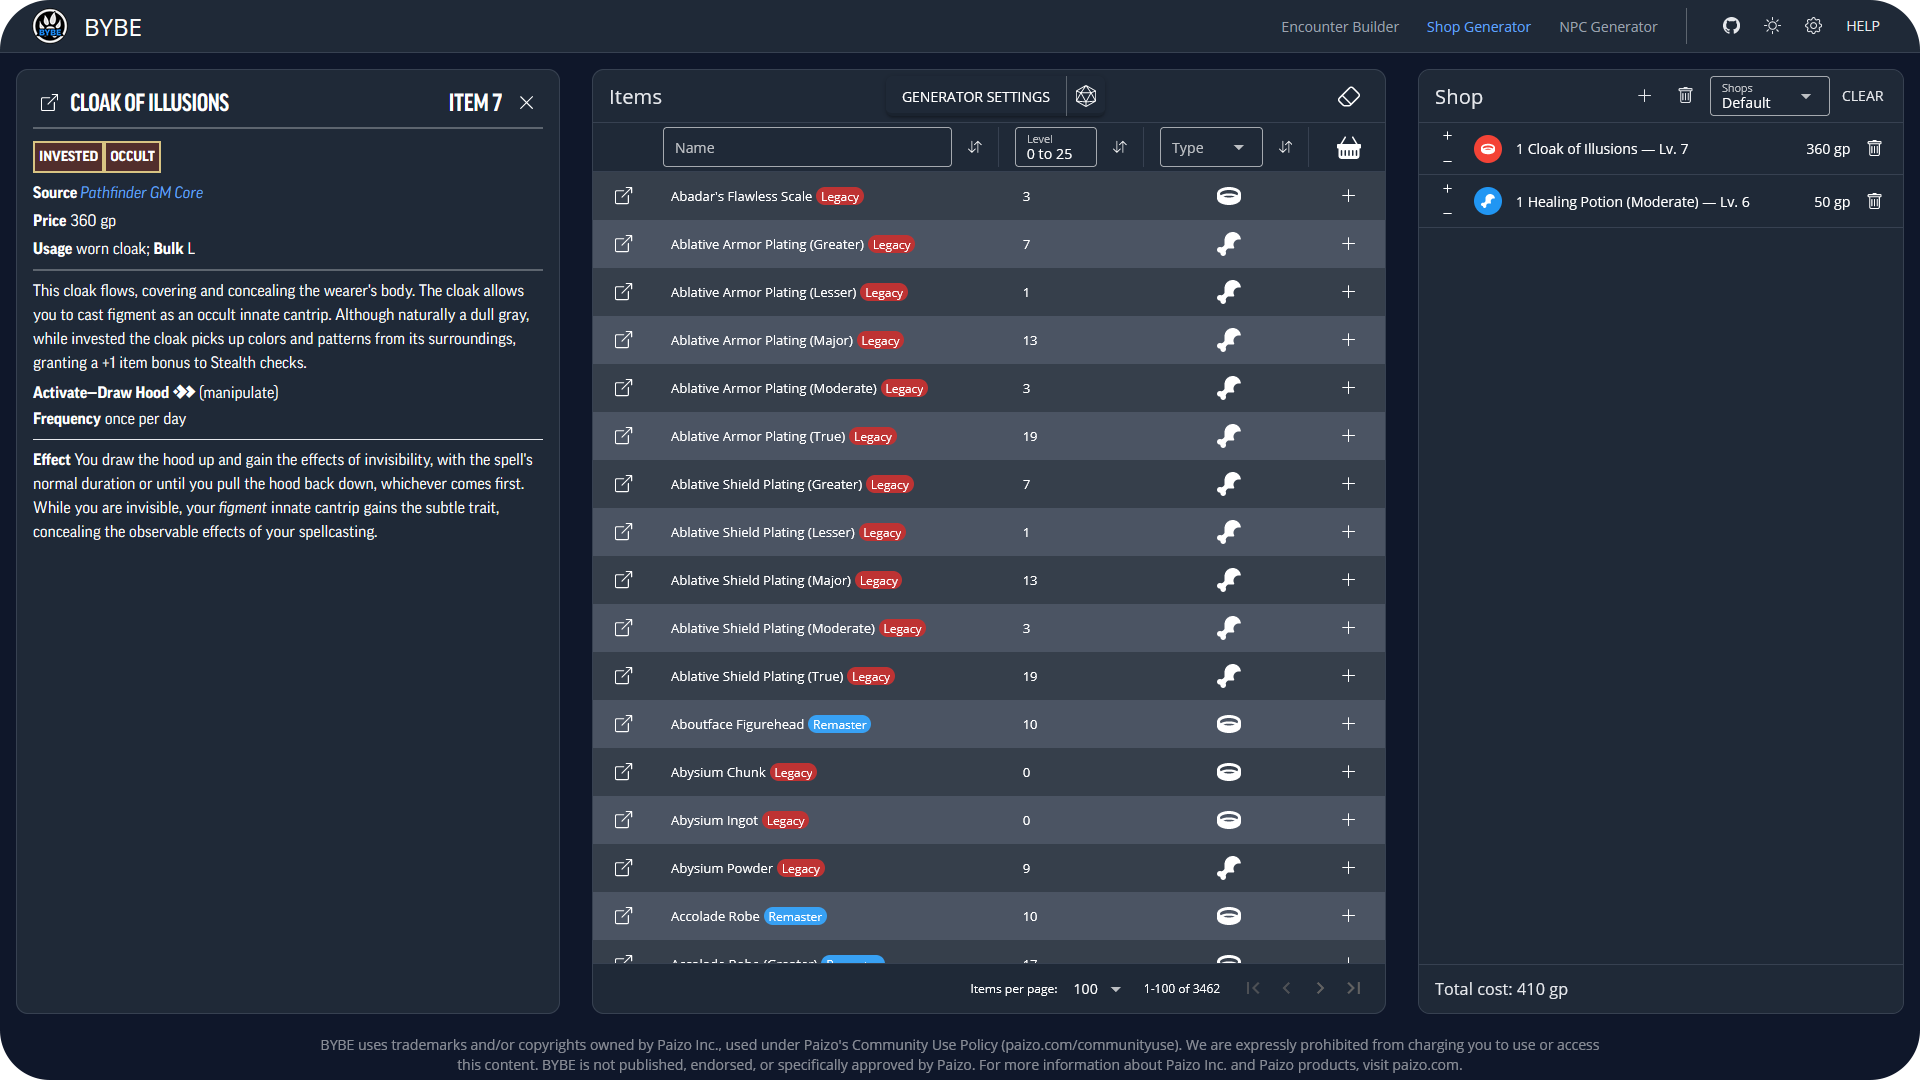 BYBE
Encounter Builder
Shop Generator
NPC Generator
HELP
CLOAK OF ILLUSIONS
ITEM 7
INVESTED OCCULT
Source Pathfinder GM Core
Price 360 gp
Usage worn cloak; Bulk L
This cloak flows, covering and concealing the wearer's body. The cloak allows
you to cast figment as an occult innate cantrip. Although naturally a dull gray,
while invested the cloak picks up colors and patterns from its surroundings,
granting a +1 item bonus to Stealth checks.
Activate—Draw Hood (manipulate)
Frequency once per day
Effect You draw the hood up and gain the effects of invisibility, with the spell's
normal duration or until you pull the hood back down, whichever comes first.
While you are invisible, your figment innate cantrip gains the subtle trait,
concealing the observable effects of your spellcasting.
Items
GENERATOR SETTINGS
Name
Level
0 to 25
Type
Abadar's Flawless Scale Legacy 3
Ablative Armor Plating (Greater) Legacy 7
Ablative Armor Plating (Lesser) Legacy 1
Ablative Armor Plating (Major) Legacy 13
Ablative Armor Plating (Moderate) Legacy 3
Ablative Armor Plating (True) Legacy 19
Ablative Shield Plating (Greater) Legacy 7
Ablative Shield Plating (Lesser) Legacy 1
Ablative Shield Plating (Major) Legacy 13
Ablative Shield Plating (Moderate) Legacy 3
Ablative Shield Plating (True) Legacy 19
Aboutface Figurehead Remaster 10
Abysium Chunk Legacy 0
Abysium Ingot Legacy 0
Abysium Powder Legacy 9
Accolade Robe Remaster 10
Accolade Robe (Greater) Remaster 17
Items per page: 100 1-100 of 3462
Shop
Shops
Default
CLEAR
1 Cloak of Illusions — Lv. 7 360 gp
1 Healing Potion (Moderate) — Lv. 6 50 gp
Total cost: 410 gp
BYBE uses trademarks and/or copyrights owned by Paizo Inc., used under Paizo's Community Use Policy (paizo.com/communityuse). We are expressly prohibited from charging you to use or access
this content. BYBE is not published, endorsed, or specifically approved by Paizo. For more information about Paizo Inc. and Paizo products, visit paizo.com.